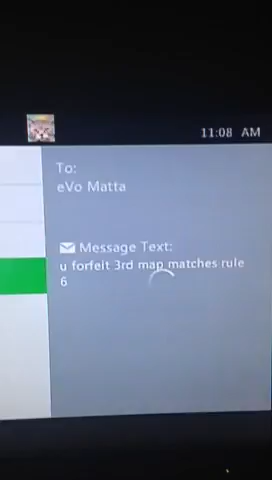 11:08 AM
To:
eVo Matta
Message Text:
u forfeit 3rd map matches rule
6